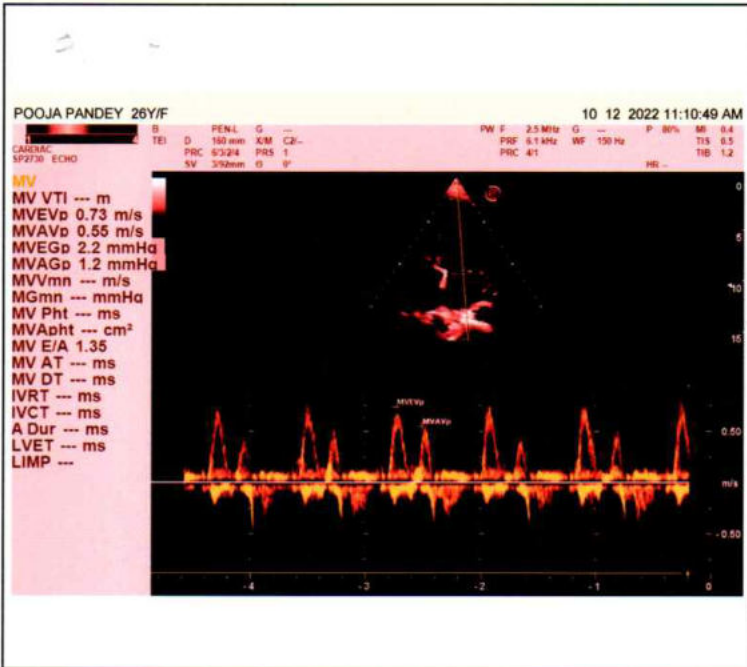 POOJA PANDEY 26Y/F
10 12 2022 11:10:49 AM
CARDIAC
SP2730 ECHO
B PEN-L G ---
TEI D 160 mm X/M C2/--
PRC 6/3/2/4 PRS 1
SV 3/92mm Θ 0°
PW F 2.5 MHz G --- P 80% MI 0.4
PRF 6.1 kHz WF 150 Hz TIS 0.5
PRC 4/1 TIB 1.2
HR --
MV
MV VTI --- m
MVEVp 0.73 m/s
MVAVp 0.55 m/s
MVEGp 2.2 mmHg
MVAGp 1.2 mmHg
MVVmn --- m/s
MGmn --- mmHg
MV Pht --- ms
MVApht --- cm²
MV E/A 1.35
MV AT --- ms
MV DT --- ms
IVRT --- ms
IVCT --- ms
A Dur --- ms
LVET --- ms
LIMP ---
0
5
10
15
MVEVp
MVAVp
0.50
m/s
-0.50
-4
-3
-2
-1
0